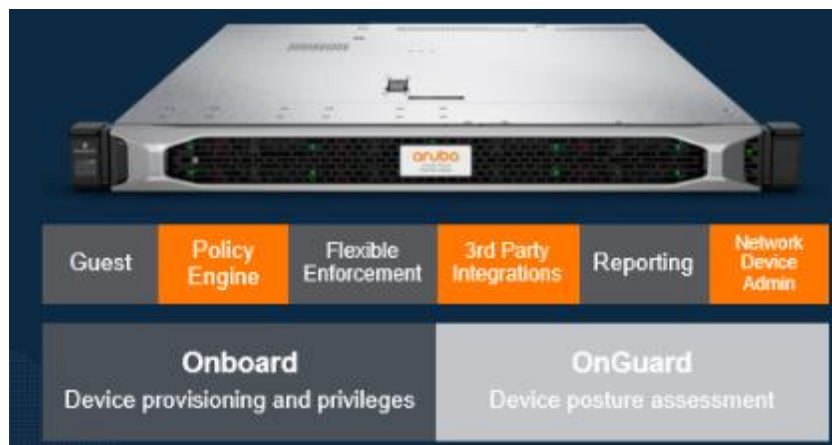 aruba
Guest
Policy
Engine
Flexible
Enforcement
3rd Party
Integrations
Reporting
Network
Device
Admin
Onboard
Device provisioning and privileges
OnGuard
Device posture assessment